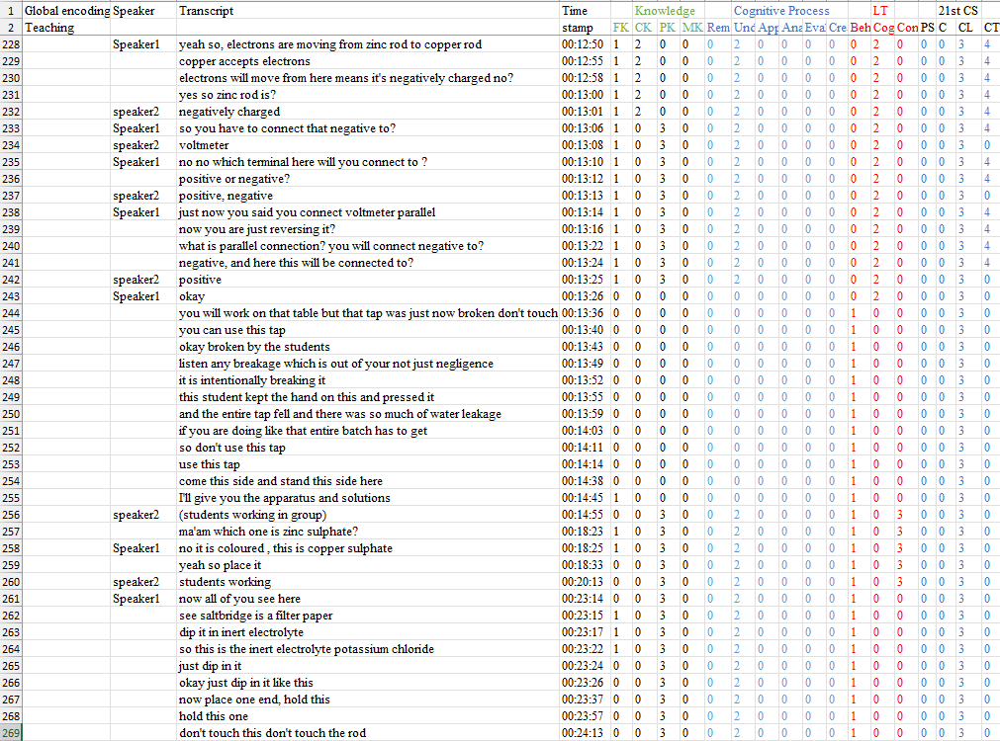 1 Global encoding Speaker Transcript Time Knowledge Cognitive Process LT 21st CS
2 Teaching stamp FK CK PK MK Rem Und App Ana Eva Cre Beh Cog Con PS C CL CT
228 Speaker1 yeah so, electrons are moving from zinc rod to copper rod 00:12:50 1 2 0 0 0 2 0 0 0 0 0 2 0 0 0 3 4
229 copper accepts electrons 00:12:55 1 2 0 0 0 2 0 0 0 0 0 2 0 0 0 3 4
230 electrons will move from here means it's negatively charged no? 00:12:58 1 2 0 0 0 2 0 0 0 0 0 2 0 0 0 3 4
231 yes so zinc rod is? 00:13:00 1 2 0 0 0 2 0 0 0 0 0 2 0 0 0 3 4
232 speaker2 negatively charged 00:13:01 1 2 0 0 0 2 0 0 0 0 0 2 0 0 0 3 0
233 Speaker1 so you have to connect that negative to? 00:13:06 1 0 3 0 0 2 0 0 0 0 0 2 0 0 0 3 4
234 speaker2 voltmeter 00:13:08 1 0 3 0 0 2 0 0 0 0 0 2 0 0 0 3 0
235 Speaker1 no no which terminal here will you connect to ? 00:13:10 1 0 3 0 0 2 0 0 0 0 0 2 0 0 0 3 4
236 positive or negative? 00:13:12 1 0 3 0 0 2 0 0 0 0 0 2 0 0 0 3 4
237 speaker2 positive, negative 00:13:13 1 0 3 0 0 2 0 0 0 0 0 2 0 0 0 3 0
238 Speaker1 just now you said you connect voltmeter parallel 00:13:14 1 0 3 0 0 2 0 0 0 0 0 2 0 0 0 3 4
239 now you are just reversing it? 00:13:16 1 0 3 0 0 2 0 0 0 0 0 2 0 0 0 3 4
240 what is parallel connection? you will connect negative to? 00:13:22 1 0 3 0 0 2 0 0 0 0 0 2 0 0 0 3 4
241 negative, and here this will be connected to? 00:13:24 1 0 3 0 0 2 0 0 0 0 0 2 0 0 0 3 4
242 speaker2 positive 00:13:25 1 0 3 0 0 2 0 0 0 0 0 2 0 0 0 3 0
243 Speaker1 okay 00:13:26 0 0 0 0 0 0 0 0 0 0 0 2 0 0 0 3 0
244 you will work on that table but that tap was just now broken don't touch 00:13:36 0 0 0 0 0 0 0 0 0 0 1 0 0 0 0 3 0
245 you can use this tap 00:13:40 0 0 0 0 0 0 0 0 0 0 1 0 0 0 0 3 0
246 okay broken by the students 00:13:43 0 0 0 0 0 0 0 0 0 0 1 0 0 0 0 3 0
247 listen any breakage which is out of your not just negligence 00:13:49 0 0 0 0 0 0 0 0 0 0 1 0 0 0 0 3 0
248 it is intentionally breaking it 00:13:52 0 0 0 0 0 0 0 0 0 0 1 0 0 0 0 3 0
249 this student kept the hand on this and pressed it 00:13:55 0 0 0 0 0 0 0 0 0 0 1 0 0 0 0 3 0
250 and the entire tap fell and there was so much of water leakage 00:13:59 0 0 0 0 0 0 0 0 0 0 1 0 0 0 0 3 0
251 if you are doing like that entire batch has to get 00:14:03 0 0 0 0 0 0 0 0 0 0 1 0 0 0 0 3 0
252 so don't use this tap 00:14:11 0 0 0 0 0 0 0 0 0 0 1 0 0 0 0 3 0
253 use this tap 00:14:14 0 0 0 0 0 0 0 0 0 0 1 0 0 0 0 3 0
254 come this side and stand this side here 00:14:38 0 0 0 0 0 0 0 0 0 0 1 0 0 0 0 3 0
255 I'll give you the apparatus and solutions 00:14:45 1 0 0 0 0 0 0 0 0 0 1 0 0 0 0 3 0
256 speaker2 (students working in group) 00:14:55 0 0 3 0 0 2 0 0 0 0 1 0 3 0 0 3 0
257 ma'am which one is zinc sulphate? 00:18:23 1 0 3 0 0 2 0 0 0 0 1 0 3 0 0 3 0
258 Speaker1 no it is coloured , this is copper sulphate 00:18:25 1 0 3 0 0 2 0 0 0 0 1 0 3 0 0 3 0
259 yeah so place it 00:18:33 0 0 3 0 0 2 0 0 0 0 1 0 3 0 0 3 0
260 speaker2 students working 00:20:13 0 0 3 0 0 2 0 0 0 0 1 0 3 0 0 3 0
261 Speaker1 now all of you see here 00:23:14 0 0 3 0 0 2 0 0 0 0 1 0 0 0 0 3 0
262 see saltbridge is a filter paper 00:23:15 1 0 3 0 0 2 0 0 0 0 1 0 0 0 0 3 0
263 dip it in inert electrolyte 00:23:17 1 0 3 0 0 2 0 0 0 0 1 0 0 0 0 3 0
264 so this is the inert electrolyte potassium chloride 00:23:22 1 0 3 0 0 2 0 0 0 0 1 0 0 0 0 3 0
265 just dip in it 00:23:24 0 0 3 0 0 2 0 0 0 0 1 0 0 0 0 3 0
266 okay just dip in it like this 00:23:26 0 0 3 0 0 2 0 0 0 0 1 0 0 0 0 3 0
267 now place one end, hold this 00:23:37 0 0 3 0 0 2 0 0 0 0 1 0 0 0 0 3 0
268 hold this one 00:23:57 0 0 3 0 0 2 0 0 0 0 1 0 0 0 0 3 0
269 don't touch this don't touch the rod 00:24:13 0 0 3 0 0 2 0 0 0 0 1 0 0 0 0 3 0